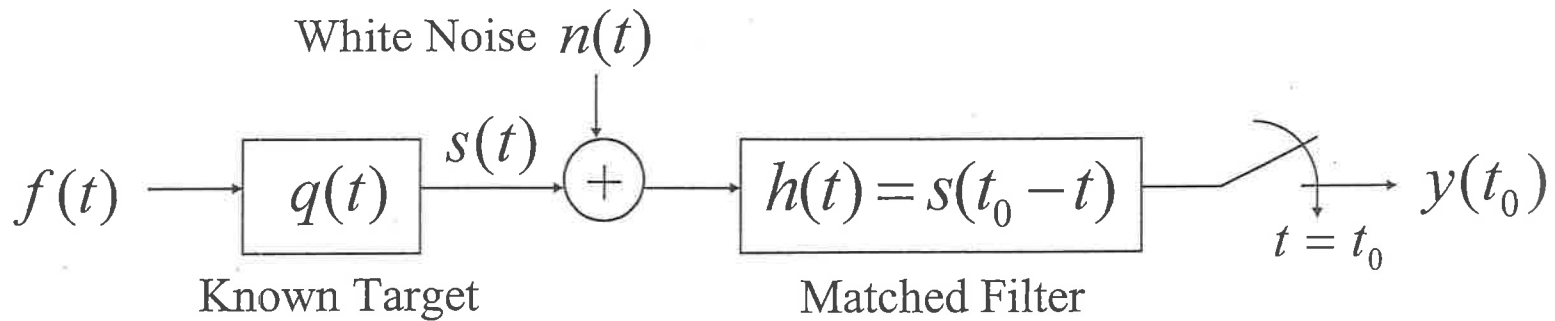 White Noise n(t)
f(t)
q(t)
s(t)
+
h(t) = s(t₀ − t)
y(t₀)
t = t₀
Known Target
Matched Filter